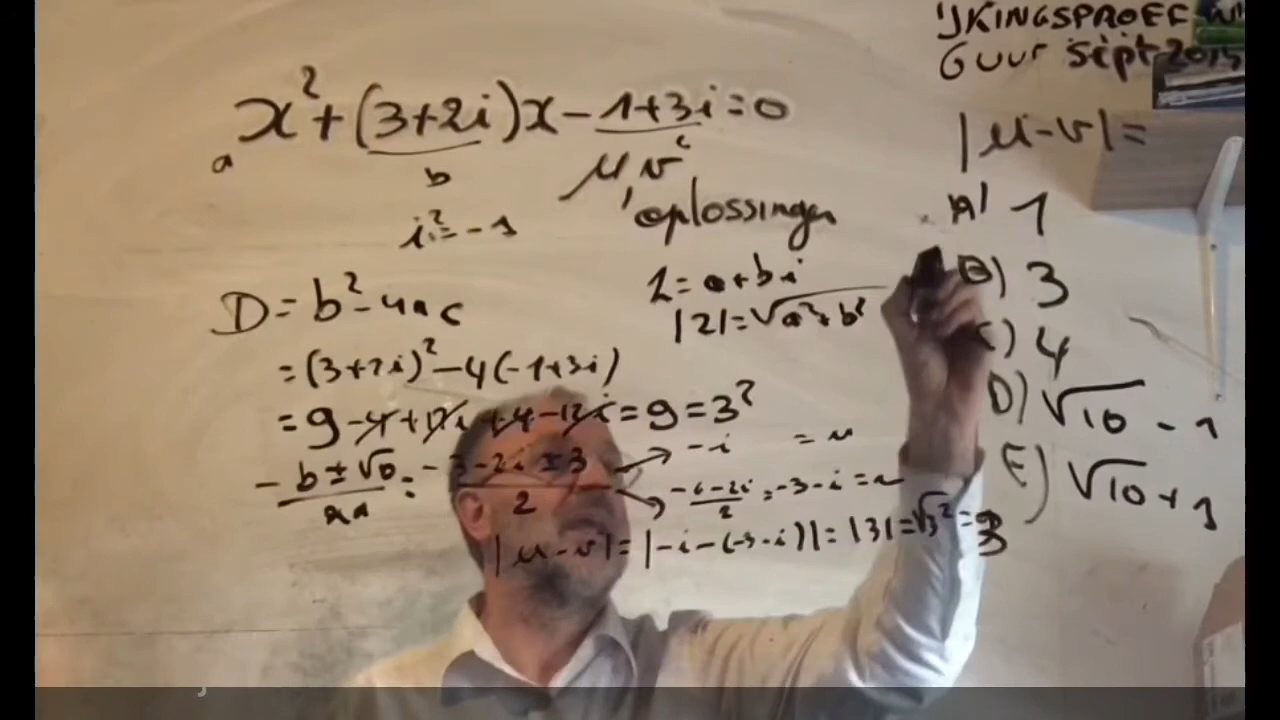 'IJKINGSPROEF
GUUR sept 2015
x² + (3+2i)x - 1+3i = 0
a b c
u v oplossingen
i² = -1
|u-v| =
A) 1
B) 3
C) 4
D) √10 - 1
E) √10 + 1
z = a+bi
|z| = √a²+b²
D = b² - 4ac
= (3+2i)² - 4(-1+3i)
= 9 - 4 + 12i + 4 - 12i = 9 = 3²
-b ± √D / 2a = -3-2i ± 3 / 2 → -i = u
→ -6-2i / 2 = -3-i = v
|u-v| = |-i-(-3-i)| = |3| = √3² = 3